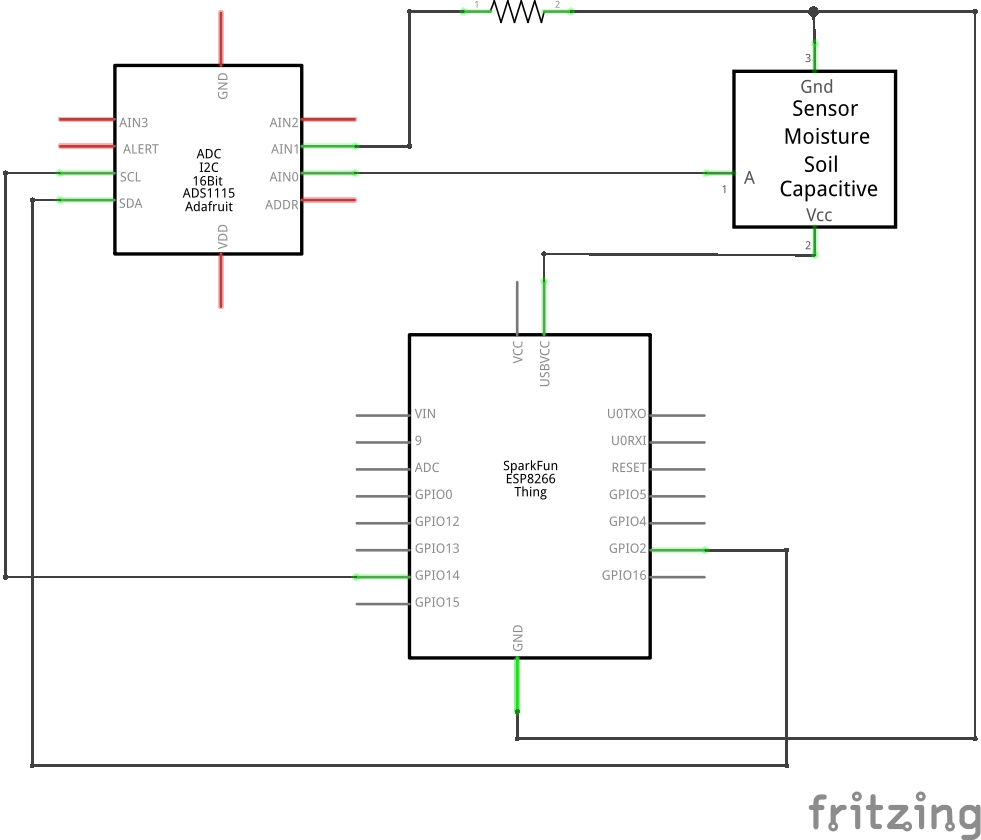 1
2
3
GND
Gnd
Sensor
Moisture
Soil
Capacitive
Vcc
A
1
2
AIN3
AIN2
ALERT
AIN1
SCL
AIN0
SDA
ADDR
ADC
I2C
16Bit
ADS1115
Adafruit
VDD
VCC
USBVCC
VIN
U0TXO
9
U0RXI
ADC
RESET
GPIO0
GPIO5
GPIO12
GPIO4
GPIO13
GPIO2
GPIO14
GPIO16
GPIO15
SparkFun
ESP8266
Thing
GND
fritzing